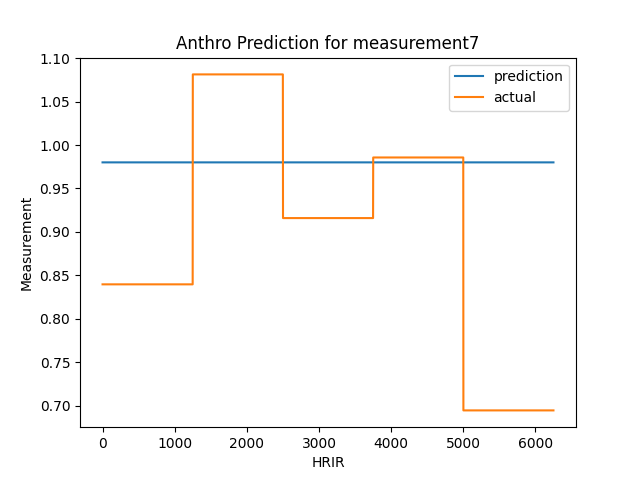 Anthro Prediction for measurement7
prediction
actual
1.10
1.05
1.00
0.95
0.90
0.85
0.80
0.75
0.70
Measurement
0 1000 2000 3000 4000 5000 6000
HRIR